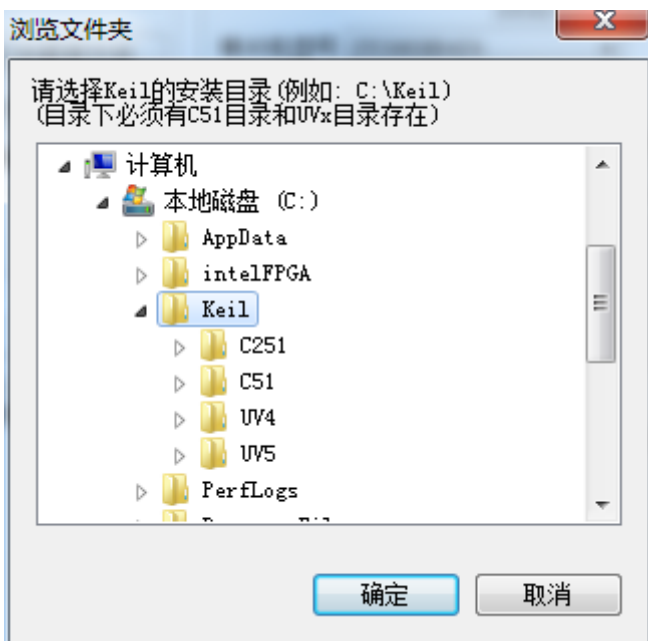 浏览文件夹
请选择Keil的安装目录(例如: C:\Keil)
(目录下必须有C51目录和UVx目录存在)
计算机
本地磁盘 (C:)
AppData
intelFPGA
Keil
C251
C51
UV4
UV5
PerfLogs
确定
取消